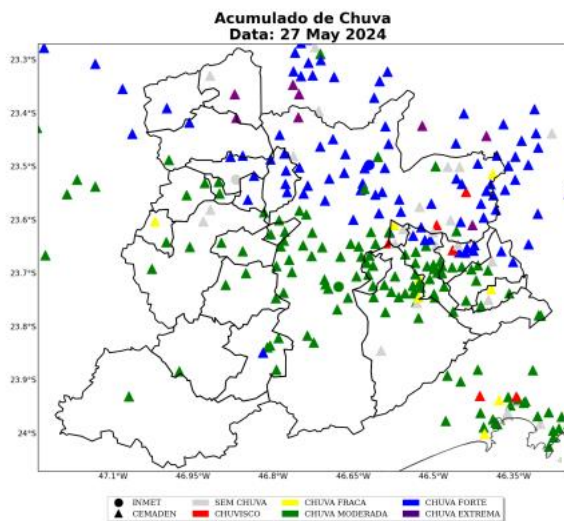 Acumulado de Chuva
Data: 27 May 2024
23.3°S
23.4°S
23.5°S
23.6°S
23.7°S
23.8°S
23.9°S
24°S
47.1°W 46.95°W 46.8°W 46.65°W 46.5°W 46.35°W
INMET SEM CHUVA CHUVA FRACA CHUVA FORTE
CEMADEN CHUVISCO CHUVA MODERADA CHUVA EXTREMA